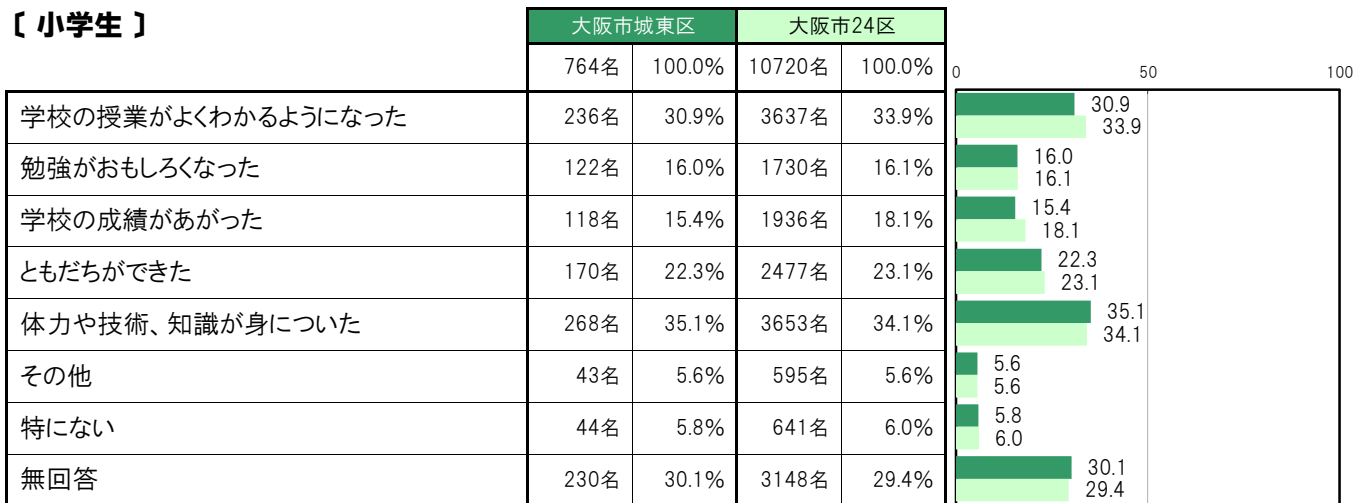 〔 小学生 〕
大阪市城東区 大阪市24区
764名 100.0% 10720名 100.0%
0 50 100
学校の授業がよくわかるようになった 236名 30.9% 3637名 33.9% 30.9
33.9
勉強がおもしろくなった 122名 16.0% 1730名 16.1% 16.0
16.1
学校の成績があがった 118名 15.4% 1936名 18.1% 15.4
18.1
ともだちができた 170名 22.3% 2477名 23.1% 22.3
23.1
体力や技術、知識が身についた 268名 35.1% 3653名 34.1% 35.1
34.1
その他 43名 5.6% 595名 5.6% 5.6
5.6
特にない 44名 5.8% 641名 6.0% 5.8
6.0
無回答 230名 30.1% 3148名 29.4% 30.1
29.4